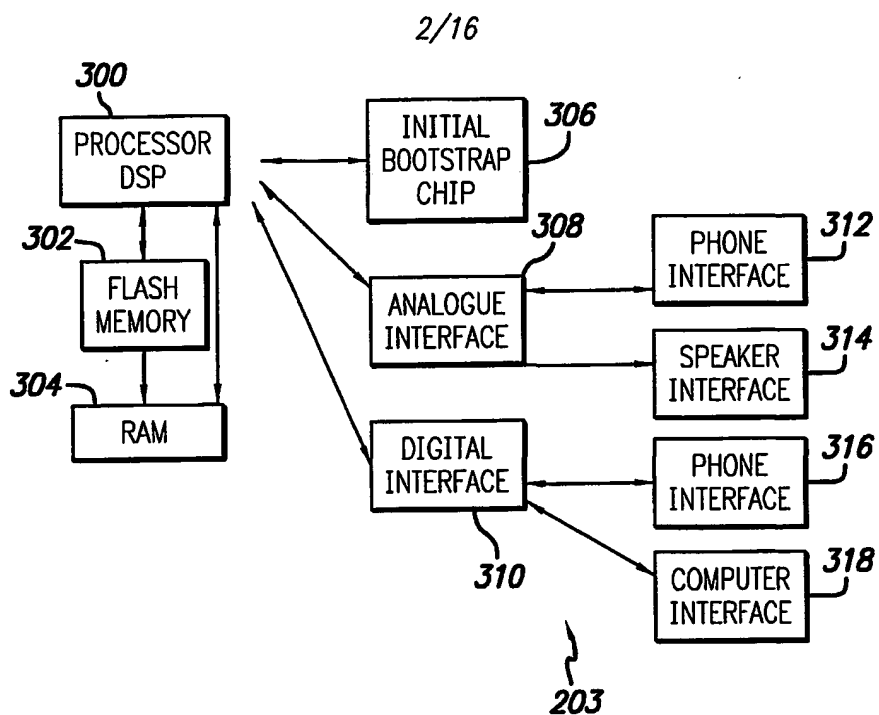 2/16
300
PROCESSOR
DSP
302
FLASH
MEMORY
304
RAM
INITIAL
BOOTSTRAP
CHIP
306
308
ANALOGUE
INTERFACE
PHONE
INTERFACE
312
SPEAKER
INTERFACE
314
DIGITAL
INTERFACE
310
PHONE
INTERFACE
316
COMPUTER
INTERFACE
318
203